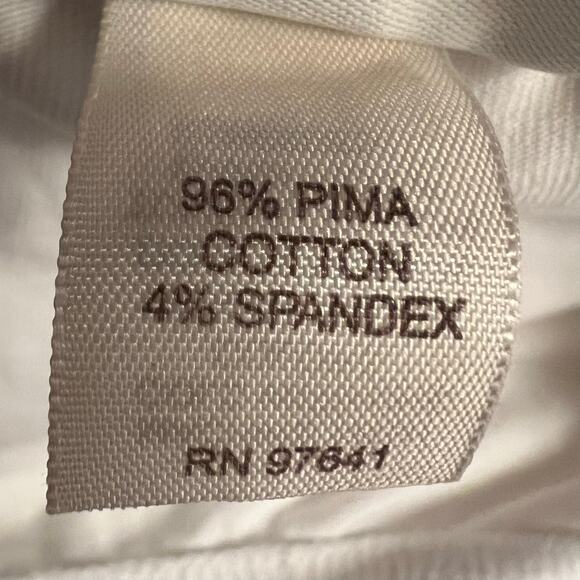 96% PIMA
COTTON
4% SPANDEX
RN 97641